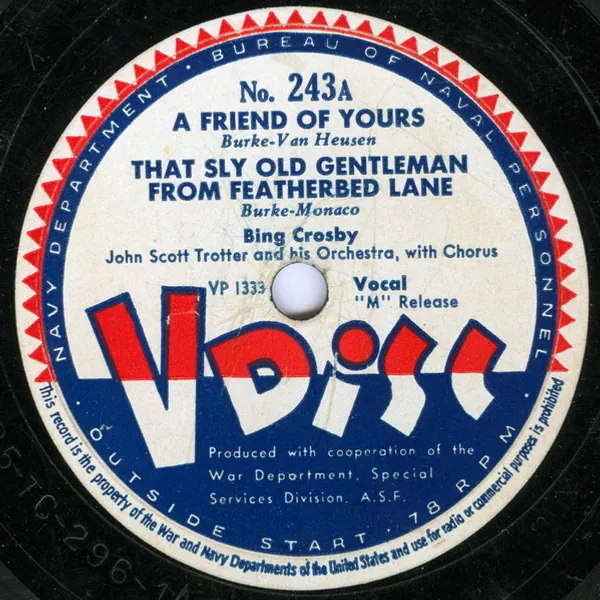 NAVY DEPARTMENT · BUREAU OF NAVAL PERSONNEL
No. 243A
A FRIEND OF YOURS
Burke-Van Heusen
THAT SLY OLD GENTLEMAN
FROM FEATHERBED LANE
Burke-Monaco
Bing Crosby
John Scott Trotter and his Orchestra, with Chorus
VP 1333 Vocal
"M" Release
V DiSC
Produced with cooperation of the
War Department, Special
Services Division, A.S.F.
· OUTSIDE START, 78 RPM ·
This record is the property of the War and Navy Departments of the United States and use for radio or commercial purposes is prohibited